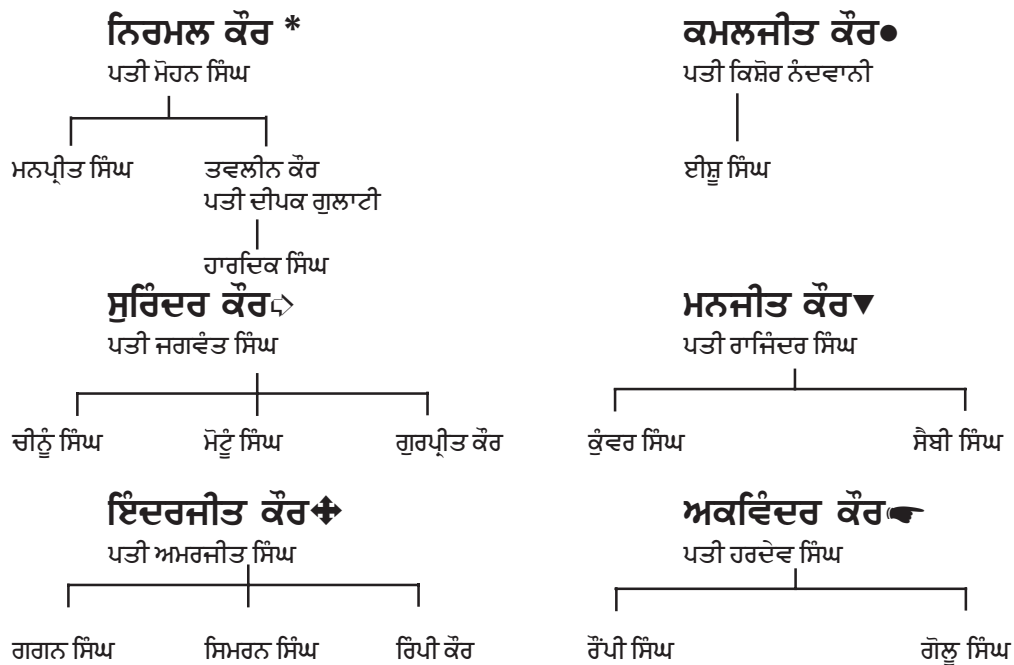 ਨਿਰਮਲ ਕੌਰ *
ਪਤੀ ਮੋਹਨ ਸਿੰਘ
ਮਨਪ੍ਰੀਤ ਸਿੰਘ
ਤਵਲੀਨ ਕੌਰ
ਪਤੀ ਦੀਪਕ ਗੁਲਾਟੀ
ਹਾਰਦਿਕ ਸਿੰਘ
ਕਮਲਜੀਤ ਕੌਰ●
ਪਤੀ ਕਿਸ਼ੋਰ ਨੰਦਵਾਨੀ
ਈਸ਼ੂ ਸਿੰਘ
ਸੁਰਿੰਦਰ ਕੌਰ➪
ਪਤੀ ਜਗਵੰਤ ਸਿੰਘ
ਚੀਨੂੰ ਸਿੰਘ ਮੋਟੂੰ ਸਿੰਘ ਗੁਰਪ੍ਰੀਤ ਕੌਰ
ਮਨਜੀਤ ਕੌਰ▼
ਪਤੀ ਰਾਜਿੰਦਰ ਸਿੰਘ
ਕੁੰਵਰ ਸਿੰਘ ਸੈਬੀ ਸਿੰਘ
ਇੰਦਰਜੀਤ ਕੌਰ✥
ਪਤੀ ਅਮਰਜੀਤ ਸਿੰਘ
ਗਗਨ ਸਿੰਘ ਸਿਮਰਨ ਸਿੰਘ ਰਿੰਪੀ ਕੌਰ
ਅਕਵਿੰਦਰ ਕੌਰ☛
ਪਤੀ ਹਰਦੇਵ ਸਿੰਘ
ਰੌਂਪੀ ਸਿੰਘ ਗੋਲੂ ਸਿੰਘ